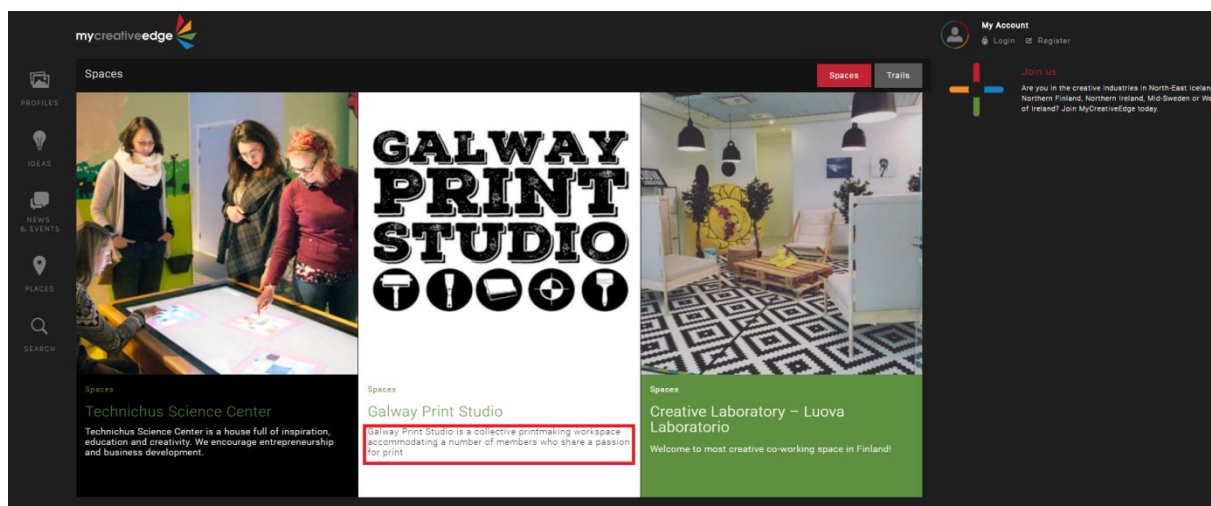 mycreativeedge
My Account
Login Register
Spaces
Spaces Trails
Join us
Are you in the creative industries in North-East
Northern Finland, Northern Ireland, Mid-Sweden or
of Ireland? Join MyCreativeEdge today.
PROFILES
IDEAS
NEWS
& EVENTS
PLACES
SEARCH
GALWAY
PRINT
STUDIO
Spaces
Technichus Science Center
Technichus Science Center is a house full of inspiration,
education and creativity. We encourage entrepreneurship
and business development.
Spaces
Galway Print Studio
Galway Print Studio is a collective printmaking workspace
accommodating a number of members who share a passion
for print
Spaces
Creative Laboratory – Luova
Laboratorio
Welcome to most creative co-working space in Finland!